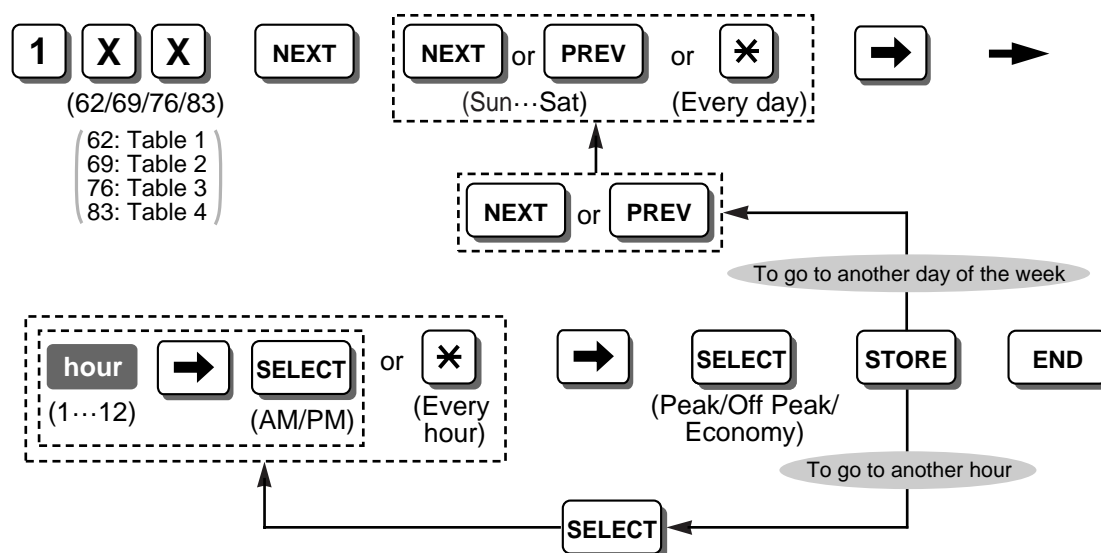 1 X X NEXT NEXT or PREV or ✳ ➡
(62/69/76/83) (Sun···Sat) (Every day)
62: Table 1
69: Table 2
76: Table 3
83: Table 4
NEXT or PREV
To go to another day of the week
hour ➡ SELECT or ✳ ➡ SELECT STORE END
(1···12) (AM/PM) (Every
hour) (Peak/Off Peak/
Economy)
To go to another hour
SELECT